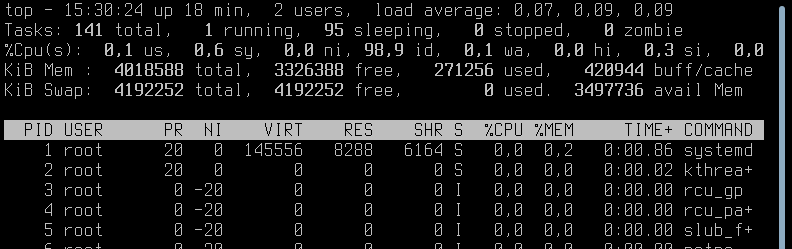 top - 15:30:24 up 18 min,  2 users,  load average: 0,07, 0,09, 0,09
Tasks: 141 total,   1 running,  95 sleeping,   0 stopped,   0 zombie
%Cpu(s):  0,1 us,  0,6 sy,  0,0 ni, 98,9 id,  0,1 wa,  0,0 hi,  0,3 si,  0,0
KiB Mem :  4018588 total,  3326388 free,   271256 used,   420944 buff/cache
KiB Swap:  4192252 total,  4192252 free,        0 used.  3497736 avail Mem
PID USER      PR  NI    VIRT    RES    SHR S  %CPU %MEM     TIME+ COMMAND
1 root      20   0  145556   8288   6164 S   0,0  0,2   0:00.86 systemd
2 root      20   0       0      0      0 S   0,0  0,0   0:00.02 kthrea+
3 root       0 -20       0      0      0 I   0,0  0,0   0:00.00 rcu_gp
4 root       0 -20       0      0      0 I   0,0  0,0   0:00.00 rcu_pa+
5 root       0 -20       0      0      0 I   0,0  0,0   0:00.00 slub_f+